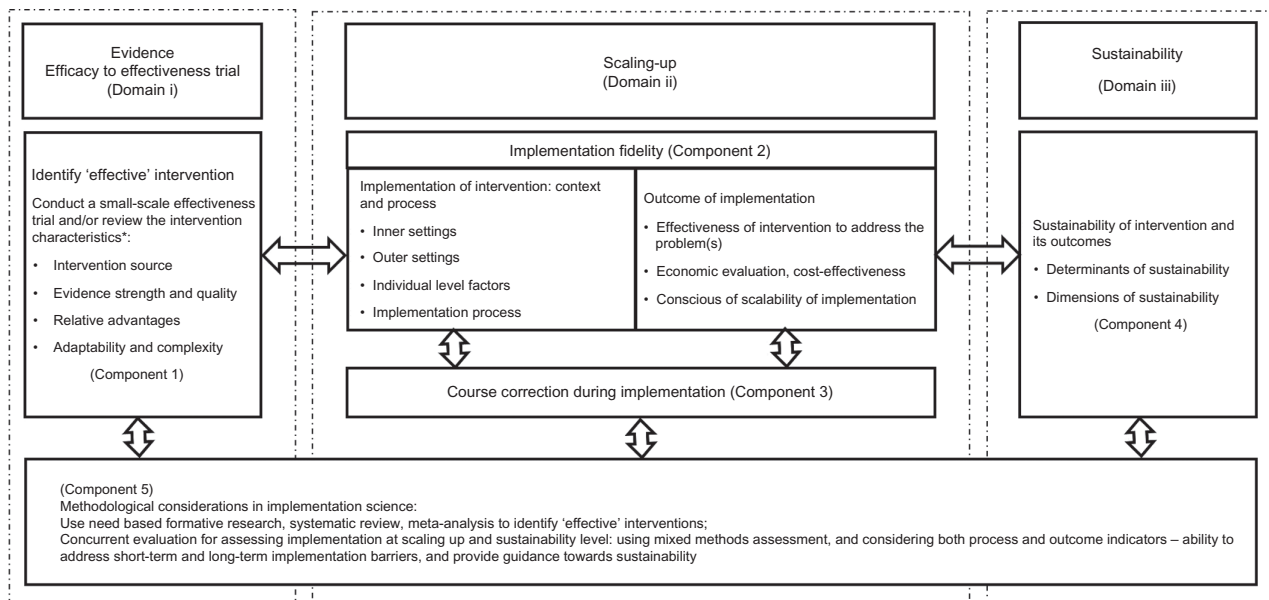 Evidence
Efficacy to effectiveness trial
(Domain i)
Scaling-up
(Domain ii)
Sustainability
(Domain iii)
Identify ‘effective’ intervention
Conduct a small-scale effectiveness
trial and/or review the intervention
characteristics*:
• Intervention source
• Evidence strength and quality
• Relative advantages
• Adaptability and complexity
(Component 1)
Implementation fidelity (Component 2)
Implementation of intervention: context
and process
• Inner settings
• Outer settings
• Individual level factors
• Implementation process
Outcome of implementation
• Effectiveness of intervention to address the
problem(s)
• Economic evaluation, cost-effectiveness
• Conscious of scalability of implementation
Course correction during implementation (Component 3)
Sustainability of intervention and
its outcomes
• Determinants of sustainability
• Dimensions of sustainability
(Component 4)
(Component 5)
Methodological considerations in implementation science:
Use need based formative research, systematic review, meta-analysis to identify ‘effective’ interventions;
Concurrent evaluation for assessing implementation at scaling up and sustainability level: using mixed methods assessment, and considering both process and outcome indicators – ability to
address short-term and long-term implementation barriers, and provide guidance towards sustainability